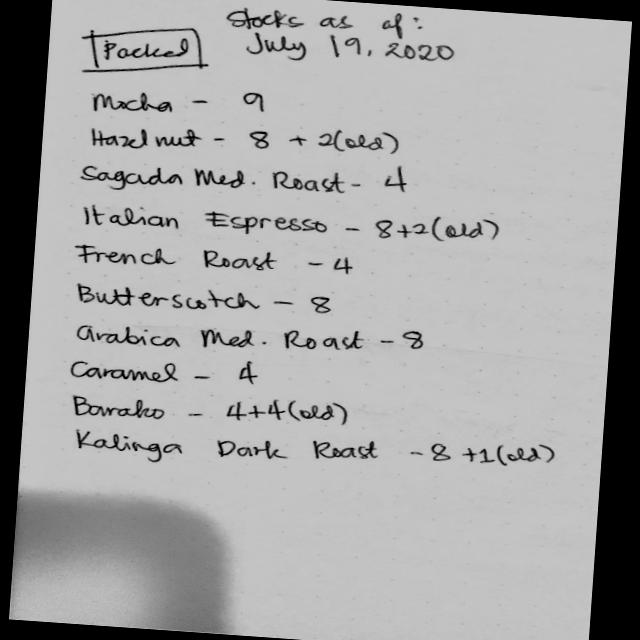 Stocks as of:
Packed July 19, 2020
Mocha - 9
Hazelnut - 8 + 2(old)
Sagada Med. Roast - 4
Italian Espresso - 8+2(old)
French Roast - 4
Butterscotch - 8
Arabica Med. Roast - 8
Caramel - 4
Barako - 4+4(old)
Kalinga Dark Roast - 8 +1(old)